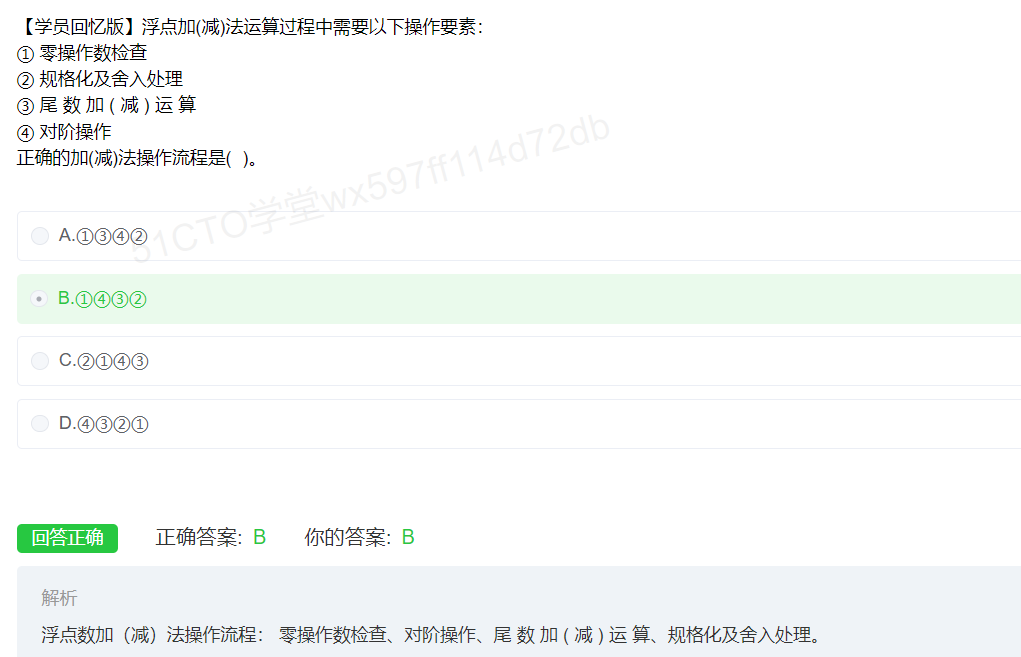 【学员回忆版】浮点加(减)法运算过程中需要以下操作要素：
① 零操作数检查
② 规格化及舍入处理
③ 尾 数 加 ( 减 ) 运 算
④ 对阶操作
正确的加(减)法操作流程是( )。
51CTO学堂wx597ff114d72db
A.①③④②
B.①④③②
C.②①④③
D.④③②①
回答正确 正确答案: B 你的答案: B
解析
浮点数加（减）法操作流程： 零操作数检查、对阶操作、尾 数 加 ( 减 ) 运 算、规格化及舍入处理。